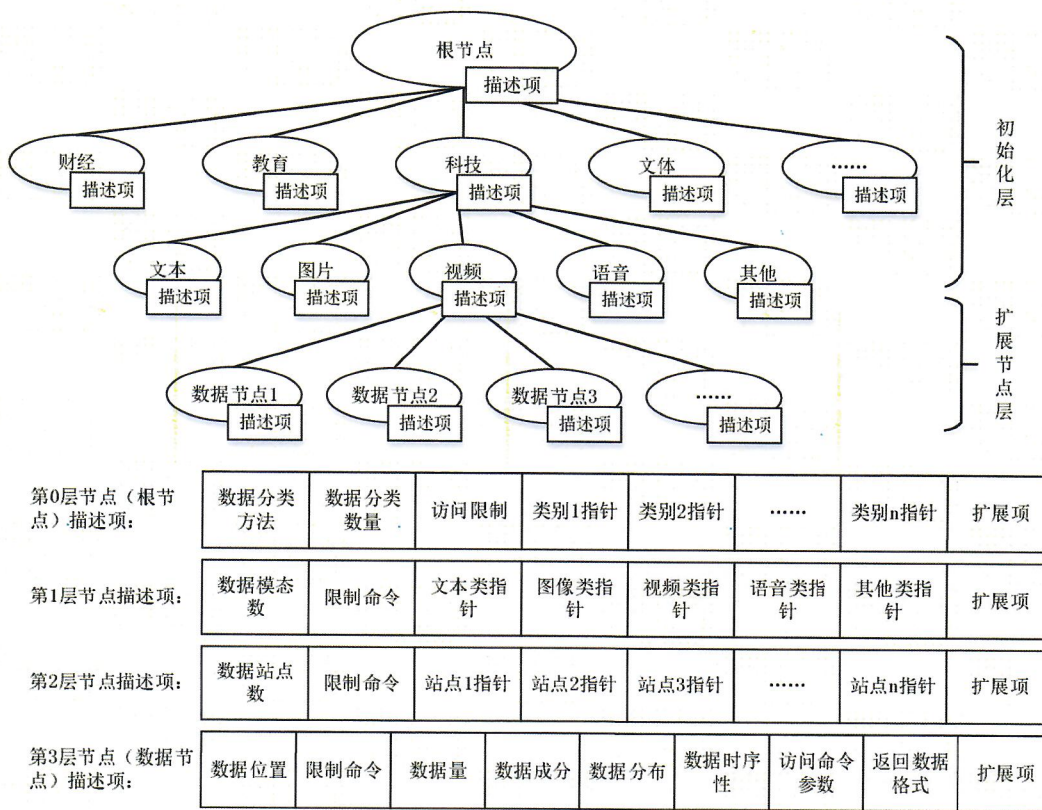 根节点
描述项
财经
描述项
教育
描述项
科技
描述项
文体
描述项
……
描述项
文本
描述项
图片
描述项
视频
描述项
语音
描述项
其他
描述项
数据节点1
描述项
数据节点2
描述项
数据节点3
描述项
……
描述项
初始化层
扩展节点层
第0层节点（根节
点）描述项：
数据分类
方法
数据分类
数量
访问限制
类别1指针
类别2指针
……
类别n指针
扩展项
第1层节点描述项：
数据模态
数
限制命令
文本类指
针
图像类指
针
视频类指
针
语音类指
针
其他类指
针
扩展项
第2层节点描述项：
数据站点
数
限制命令
站点1指针
站点2指针
站点3指针
……
站点n指针
扩展项
第3层节点（数据节
点）描述项：
数据位置
限制命令
数据量
数据成分
数据分布
数据时序
性
访问命令
参数
返回数据
格式
扩展项